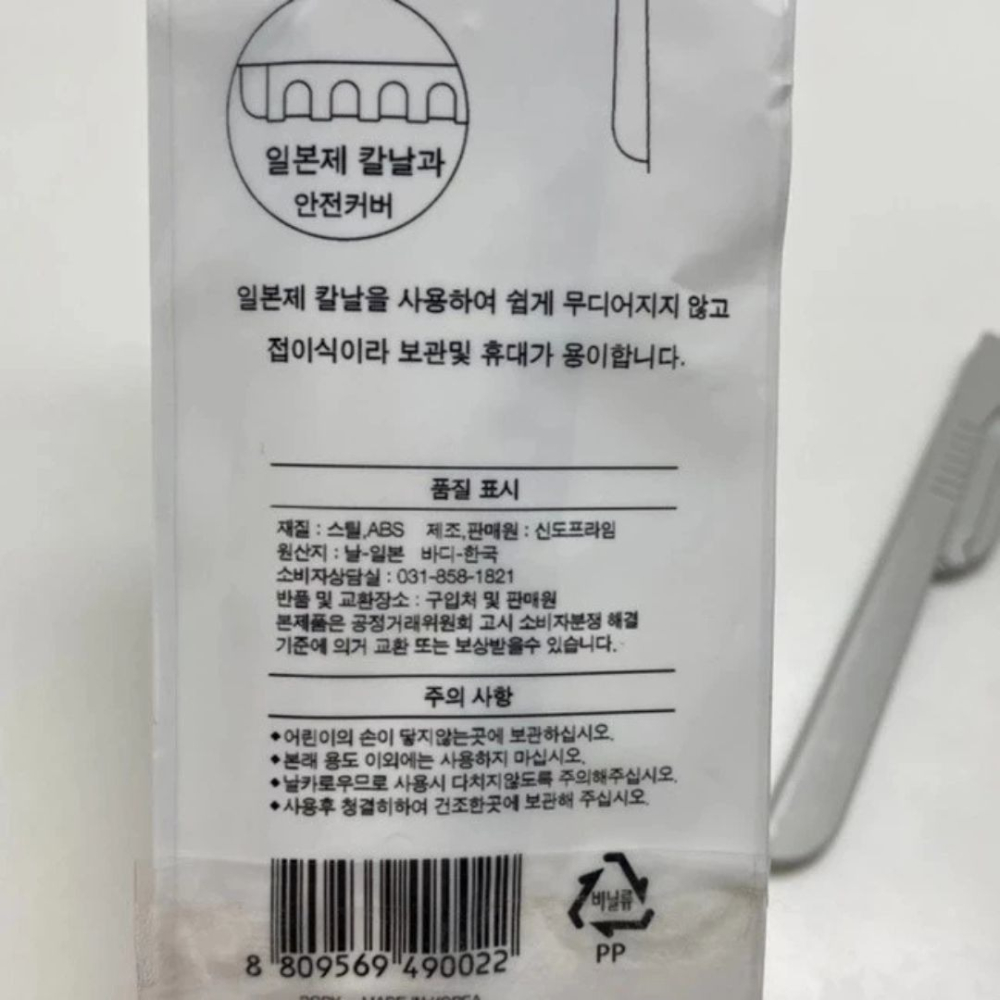 일본제 칼날과
안전커버
일본제 칼날을 사용하여 쉽게 무디어지지 않고
접이식이라 보관및 휴대가 용이합니다.
품질 표시
재질 : 스틸,ABS 제조,판매원 : 신도프라임
원산지 : 날-일본 바디-한국
소비자상담실 : 031-858-1821
반품 및 교환장소 : 구입처 및 판매원
본제품은 공정거래위원회 고시 소비자분쟁 해결
기준에 의거 교환 또는 보상받을수 있습니다.
주의 사항
◆어린이의 손이 닿지않는곳에 보관하십시오.
◆본래 용도 이외에는 사용하지 마십시오.
◆날카로우므로 사용시 다치지않도록 주의해주십시오.
◆사용후 청결히하여 건조한곳에 보관해 주십시오.
비닐류
PP
8 809569 490022